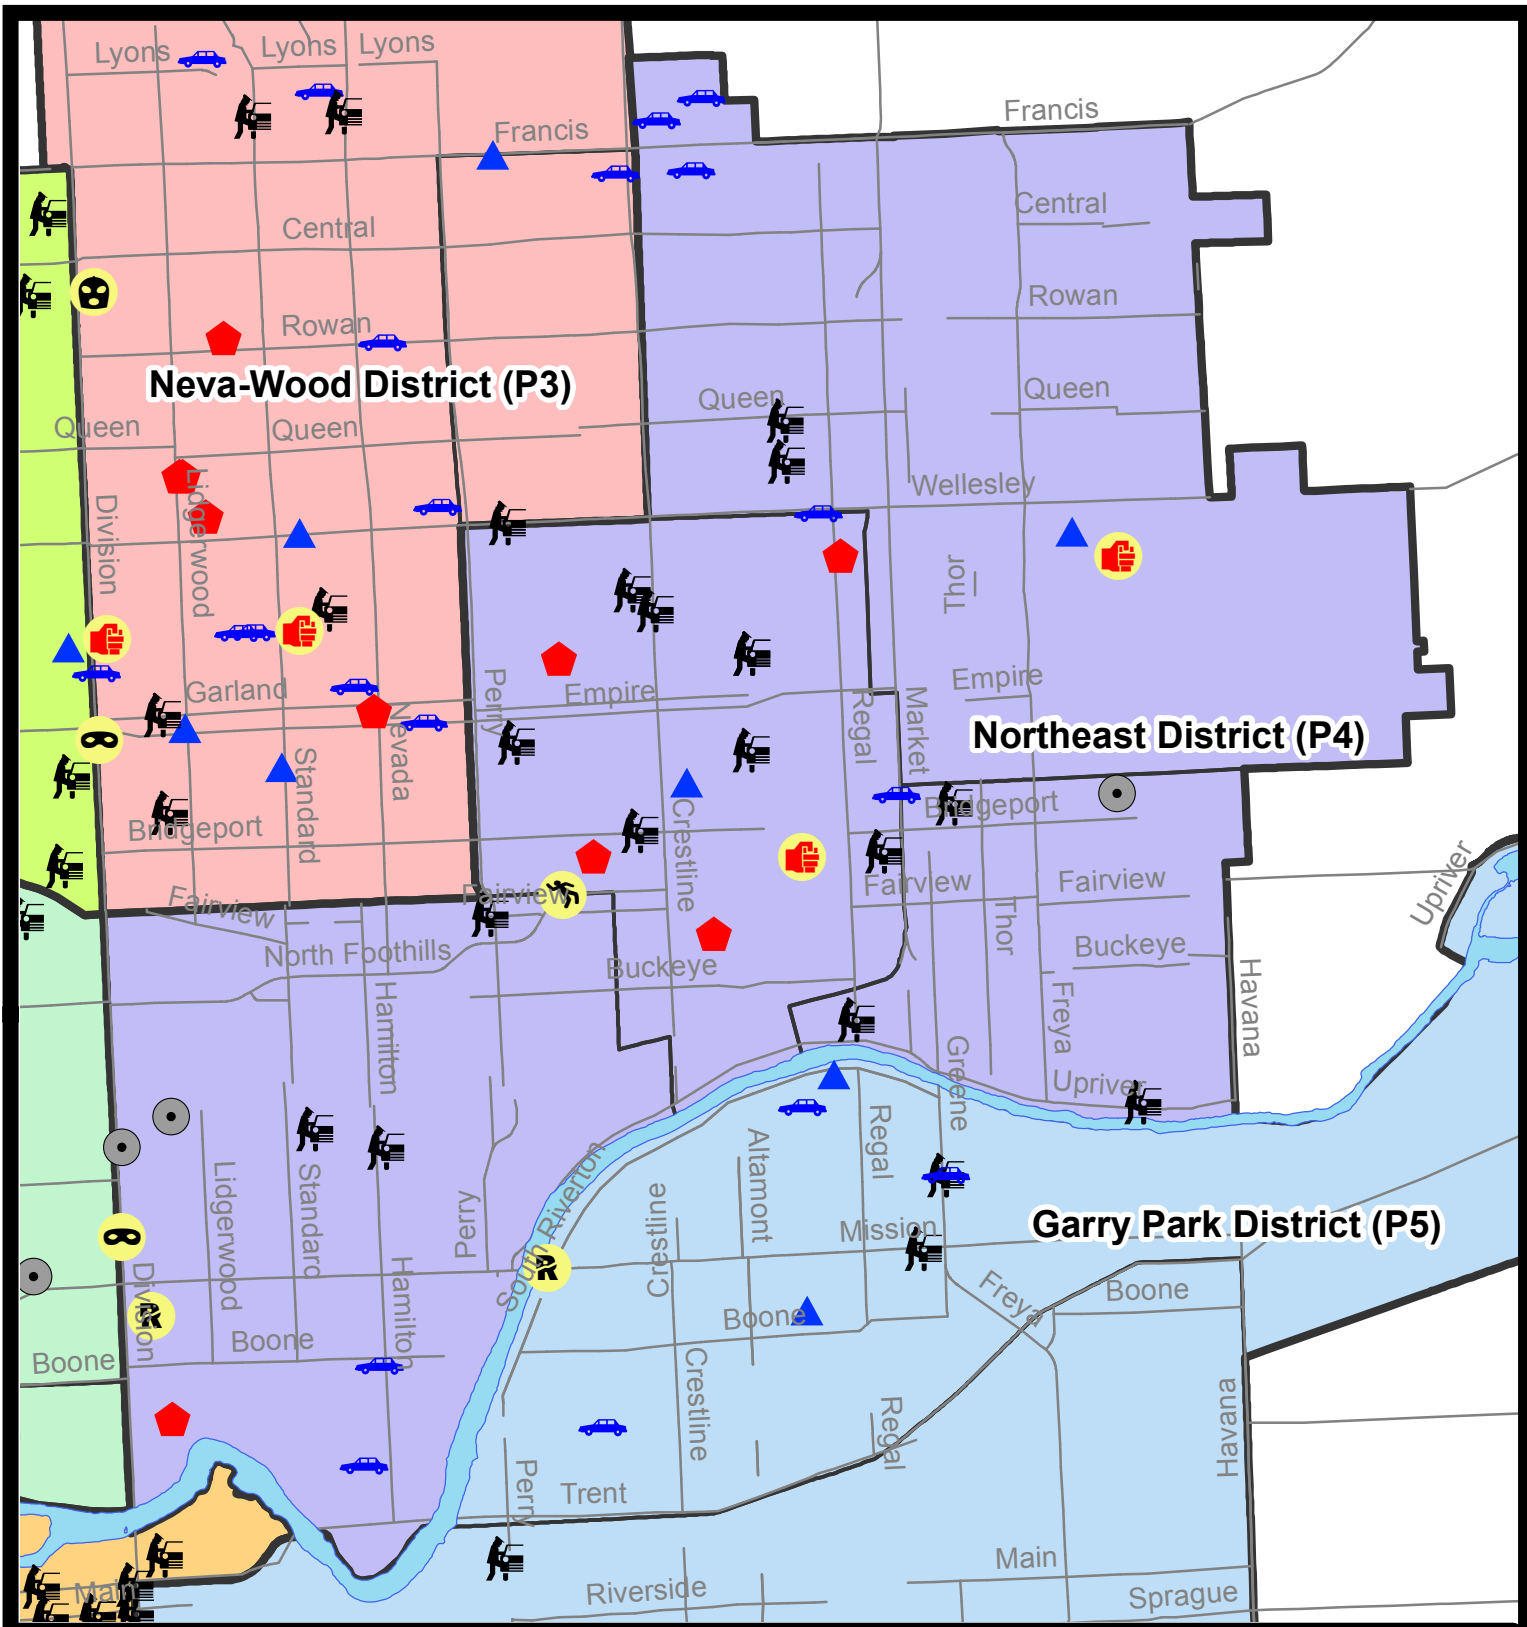 Lyons
Lyons
Lyons
Francis
Francis
Central
Central
Rowan
Rowan
Neva-Wood District (P3)
Queen
Queen
Queen
Queen
Wellesley
Division
Lidgerwood
Thor
Garland
Empire
Empire
Perry
Nevada
Regal
Market
Northeast District (P4)
Standard
Crestline
Bridgeport
Bridgeport
Fairview
Fairview
Fairview
Fairview
Upriver
North Foothills
Buckeye
Buckeye
Thor
Havana
Hamilton
Freya
Greene
Upriver
Regal
Altamont
South Riverton
Lidgerwood
Standard
Perry
Crestline
Mission
Garry Park District (P5)
Division
Hamilton
Freya
Boone
Boone
Boone
Boone
Crestline
Regal
Havana
Perry
Trent
Main
Main
Riverside
Sprague
R
R